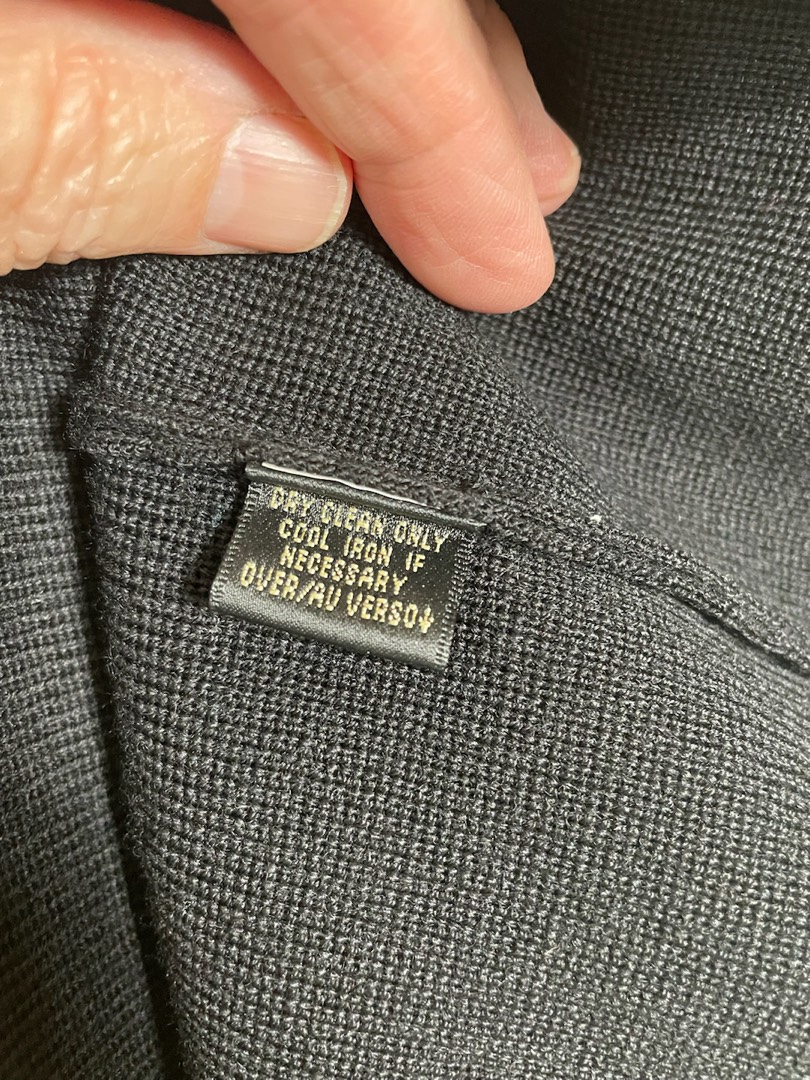 DRY CLEAN ONLY
COOL IRON IF
NECESSARY
OVER/AU VERSO↓